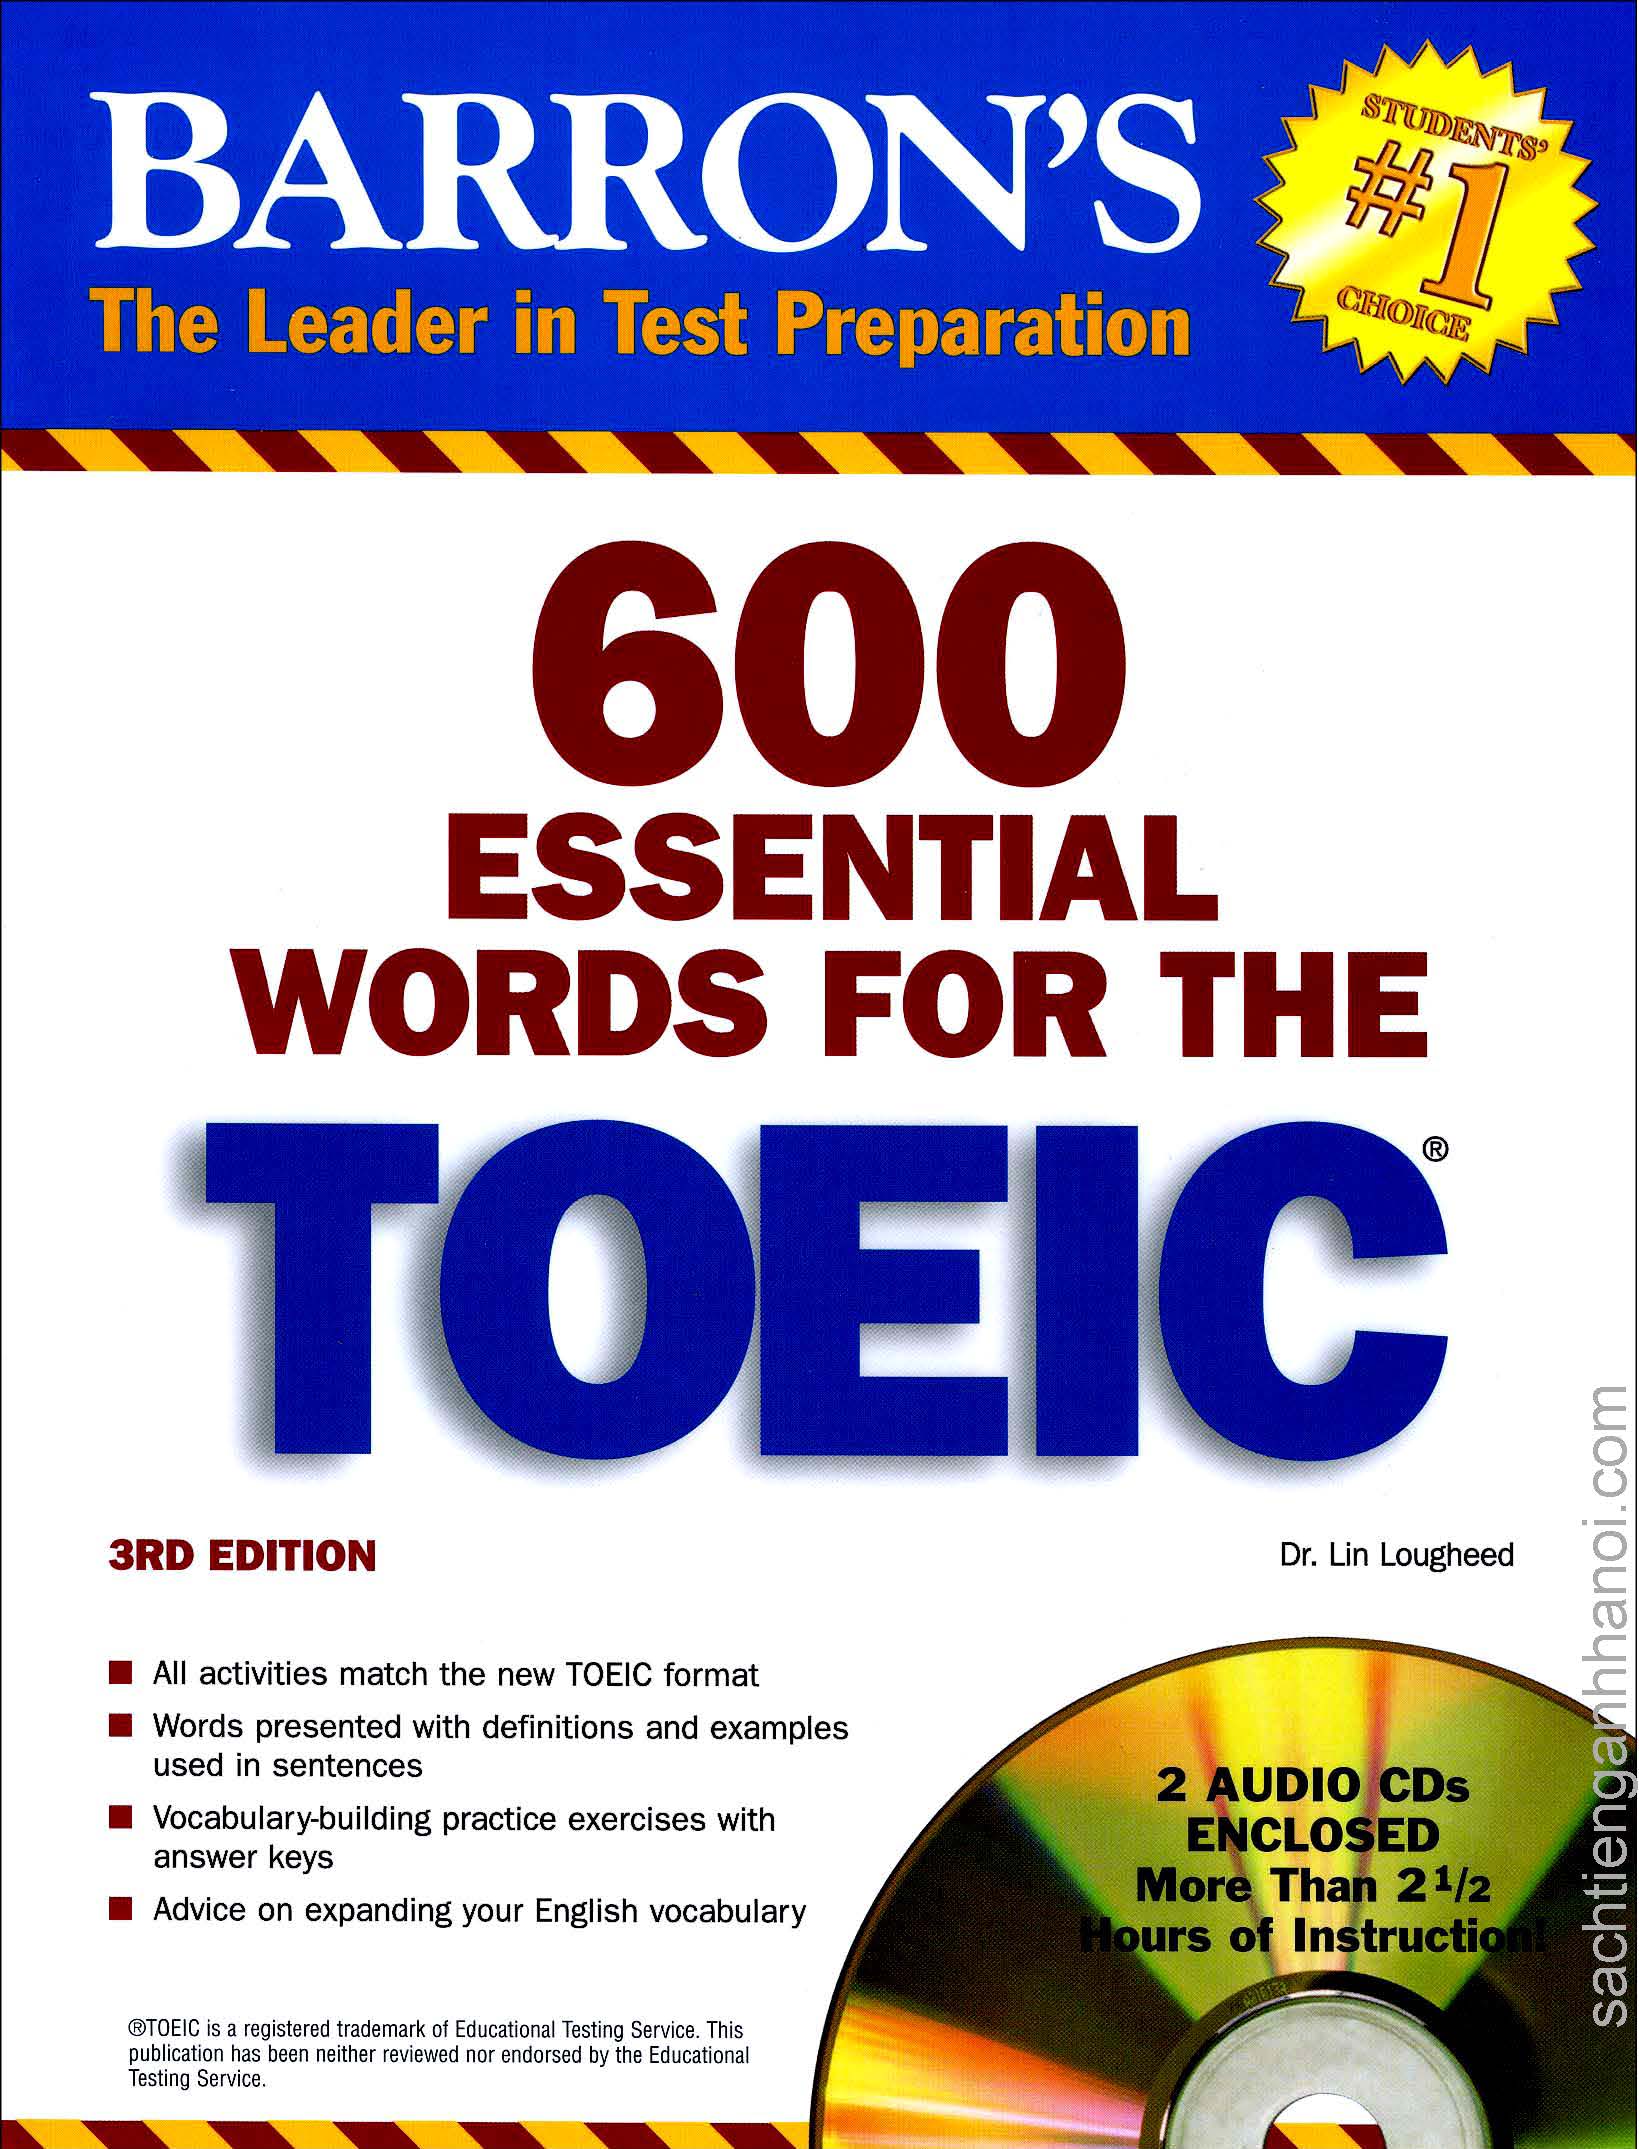 BARRON'S
The Leader in Test Preparation
STUDENTS'
#1
CHOICE
600
ESSENTIAL
WORDS FOR THE
TOEIC®
3RD EDITION
Dr. Lin Lougheed
All activities match the new TOEIC format
Words presented with definitions and examples
used in sentences
Vocabulary-building practice exercises with
answer keys
Advice on expanding your English vocabulary
2 AUDIO CDs
ENCLOSED
More Than 2 1/2
Hours of Instruction!
®TOEIC is a registered trademark of Educational Testing Service. This
publication has been neither reviewed nor endorsed by the Educational
Testing Service.
sachtienganhhanoi.com